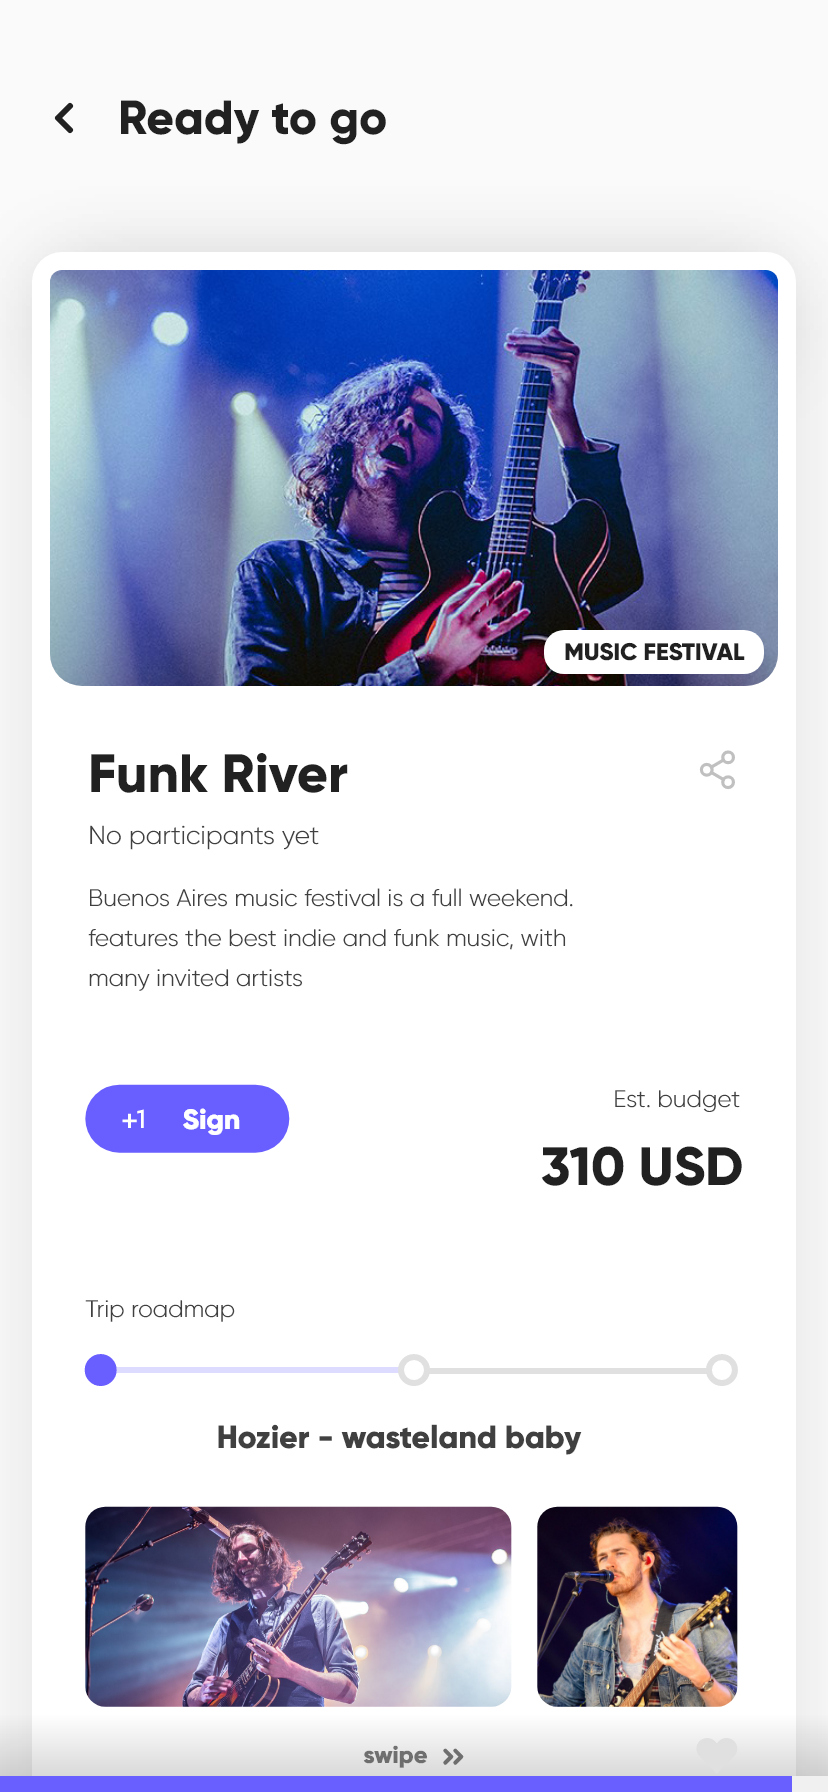 Ready to go
MUSIC FESTIVAL
Funk River
No participants yet
Buenos Aires music festival is a full weekend.
features the best indie and funk music, with
many invited artists
+1 Sign
Est. budget
310 USD
Trip roadmap
Hozier - wasteland baby
swipe